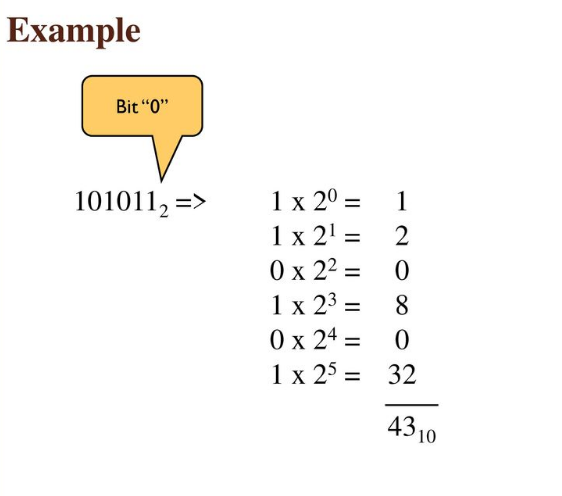 Example
Bit “0”
101011₂ => 1 x 2⁰ = 1
1 x 2¹ = 2
0 x 2² = 0
1 x 2³ = 8
0 x 2⁴ = 0
1 x 2⁵ = 32
43₁₀